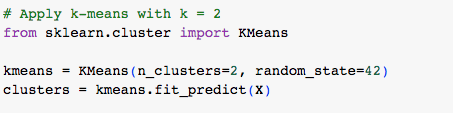 # Apply k-means with k = 2
from sklearn.cluster import KMeans
kmeans = KMeans(n_clusters=2, random_state=42)
clusters = kmeans.fit_predict(X)